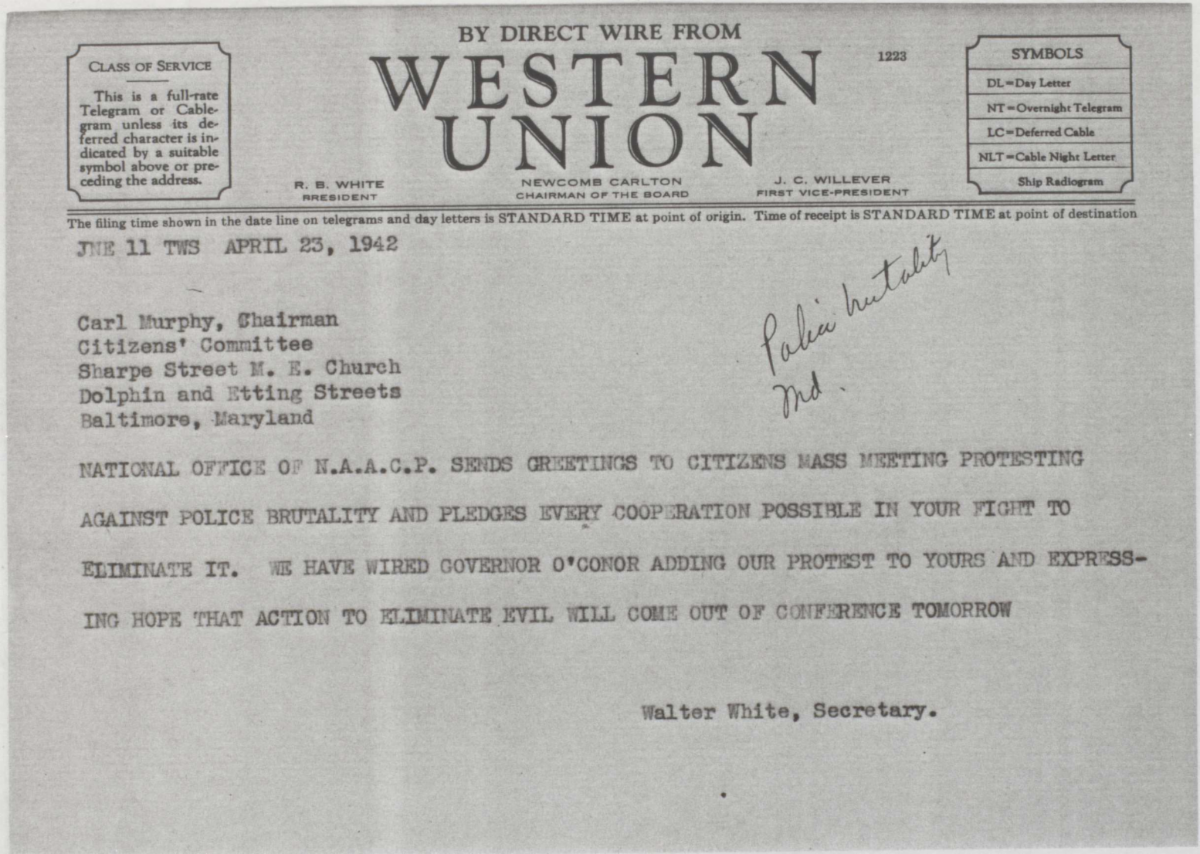 BY DIRECT WIRE FROM
WESTERN
UNION
1223
CLASS OF SERVICE
This is a full-rate
Telegram or Cable-
gram unless its de-
ferred character is in-
dicated by a suitable
symbol above or pre-
ceding the address.
R. B. WHITE
PRESIDENT
NEWCOMB CARLTON
CHAIRMAN OF THE BOARD
J. C. WILLEVER
FIRST VICE-PRESIDENT
SYMBOLS
DL=Day Letter
NT=Overnight Telegram
LC=Deferred Cable
NLT=Cable Night Letter
Ship Radiogram
The filing time shown in the date line on telegrams and day letters is STANDARD TIME at point of origin. Time of receipt is STANDARD TIME at point of destination
JNE 11 TWS APRIL 23, 1942
Police brutality
Md.
Carl Murphy, Chairman
Citizens' Committee
Sharpe Street M. E. Church
Dolphin and Etting Streets
Baltimore, Maryland
NATIONAL OFFICE OF N.A.A.C.P. SENDS GREETINGS TO CITIZENS MASS MEETING PROTESTING
AGAINST POLICE BRUTALITY AND PLEDGES EVERY COOPERATION POSSIBLE IN YOUR FIGHT TO
ELIMINATE IT. WE HAVE WIRED GOVERNOR O'CONOR ADDING OUR PROTEST TO YOURS AND EXPRESS-
ING HOPE THAT ACTION TO ELIMINATE EVIL WILL COME OUT OF CONFERENCE TOMORROW
Walter White, Secretary.